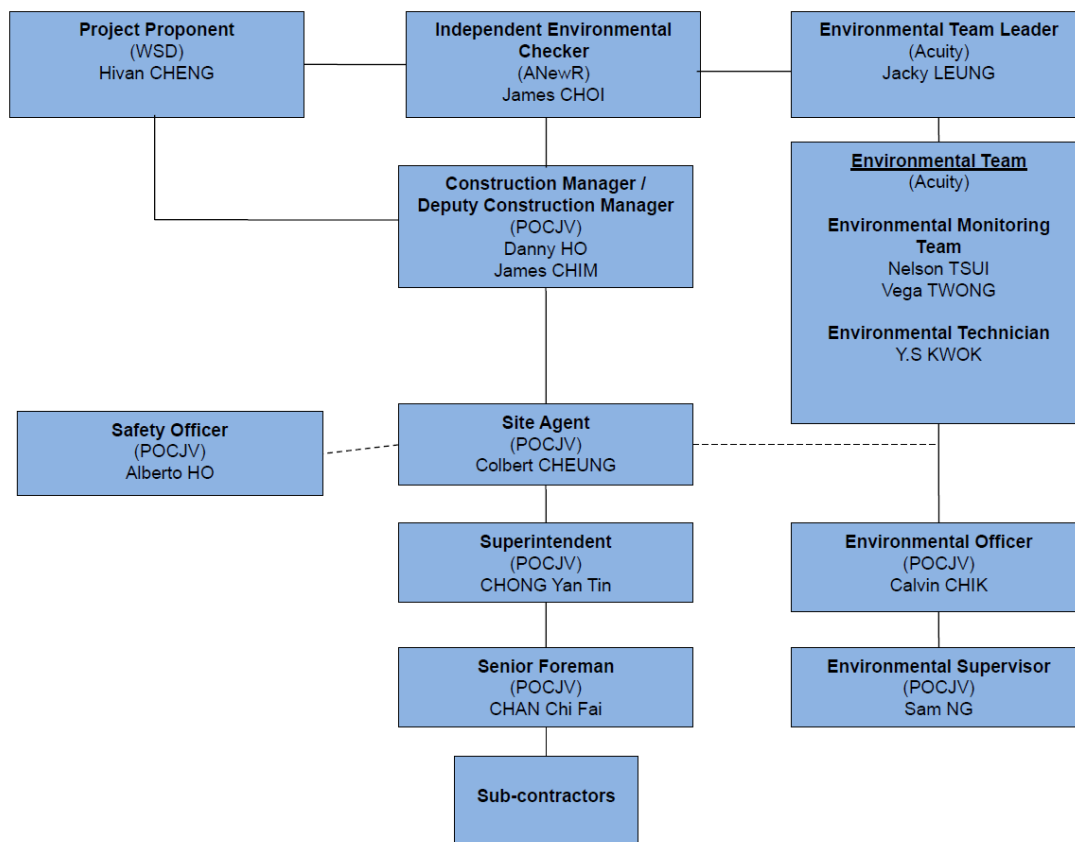 Project Proponent
(WSD)
Hivan CHENG
Independent Environmental
Checker
(ANewR)
James CHOI
Environmental Team Leader
(Acuity)
Jacky LEUNG
Construction Manager /
Deputy Construction Manager
(POCJV)
Danny HO
James CHIM
Environmental Team
(Acuity)
Environmental Monitoring
Team
Nelson TSUI
Vega TWONG
Environmental Technician
Y.S KWOK
Safety Officer
(POCJV)
Alberto HO
Site Agent
(POCJV)
Colbert CHEUNG
Superintendent
(POCJV)
CHONG Yan Tin
Environmental Officer
(POCJV)
Calvin CHIK
Senior Foreman
(POCJV)
CHAN Chi Fai
Environmental Supervisor
(POCJV)
Sam NG
Sub-contractors